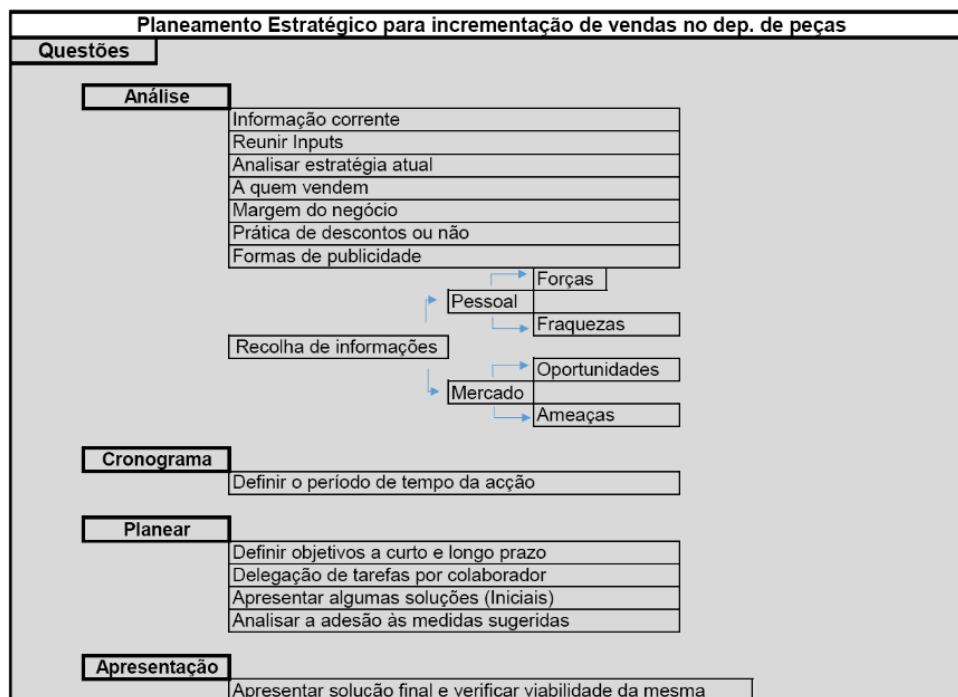 Planeamento Estratégico para incrementação de vendas no dep. de peças
Questões
Análise
Informação corrente
Reunir Inputs
Analisar estratégia atual
A quem vendem
Margem do negócio
Prática de descontos ou não
Formas de publicidade
Forças
Pessoal
Fraquezas
Recolha de informações
Oportunidades
Mercado
Ameaças
Cronograma
Definir o período de tempo da acção
Planear
Definir objetivos a curto e longo prazo
Delegação de tarefas por colaborador
Apresentar algumas soluções (Iniciais)
Analisar a adesão às medidas sugeridas
Apresentação
Apresentar solução final e verificar viabilidade da mesma